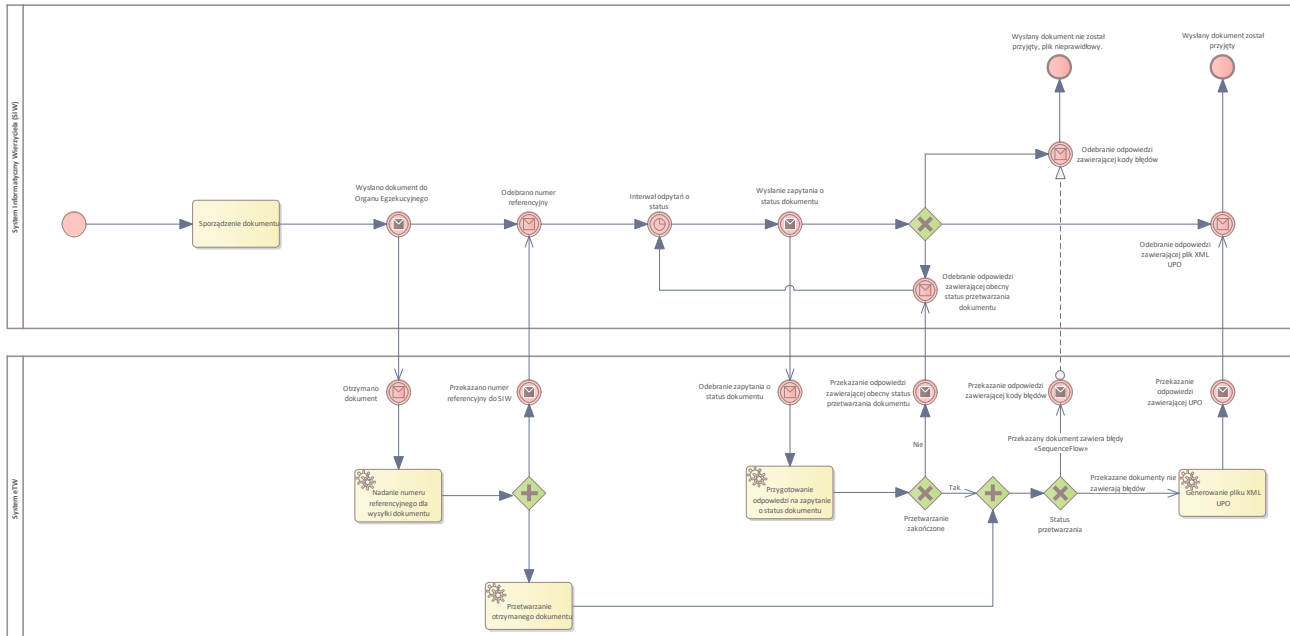 System Informatyczny Wierzyciela (SIW)
Wysłany dokument nie został
przyjęty, plik nieprawidłowy.
Wysłany dokument został
przyjęty
Odebranie odpowiedzi
zawierającej kody błędów
Sporządzenie dokumentu
Wysłano dokument do
Organu Egzekucyjnego
Odebrano numer
referencyjny
Interwał odpytań o
status
Wysłanie zapytania o
status dokumentu
Odebranie odpowiedzi
zawierającej plik XML
UPO
Odebranie odpowiedzi
zawierającej obecny
status przetwarzania
dokumentu
System eTW
Otrzymano
dokument
Przekazano numer
referencyjny do SIW
Odebranie zapytania o
status dokumentu
Przekazanie odpowiedzi
zawierającej obecny status
przetwarzania dokumentu
Przekazanie odpowiedzi
zawierającej kody błędów
Przekazanie
odpowiedzi
zawierającej UPO
Nie
Przekazany dokument zawiera błędy
«SequenceFlow»
Nadanie numeru
referencyjnego dla
wysyłki dokumentu
Przygotowanie
odpowiedzi na zapytanie
o status dokumentu
Tak
Przetwarzanie
zakończone
Status
przetwarzania
Przekazane dokumenty nie
zawierają błędów
Generowanie pliku XML
UPO
Przetwarzanie
otrzymanego dokumentu